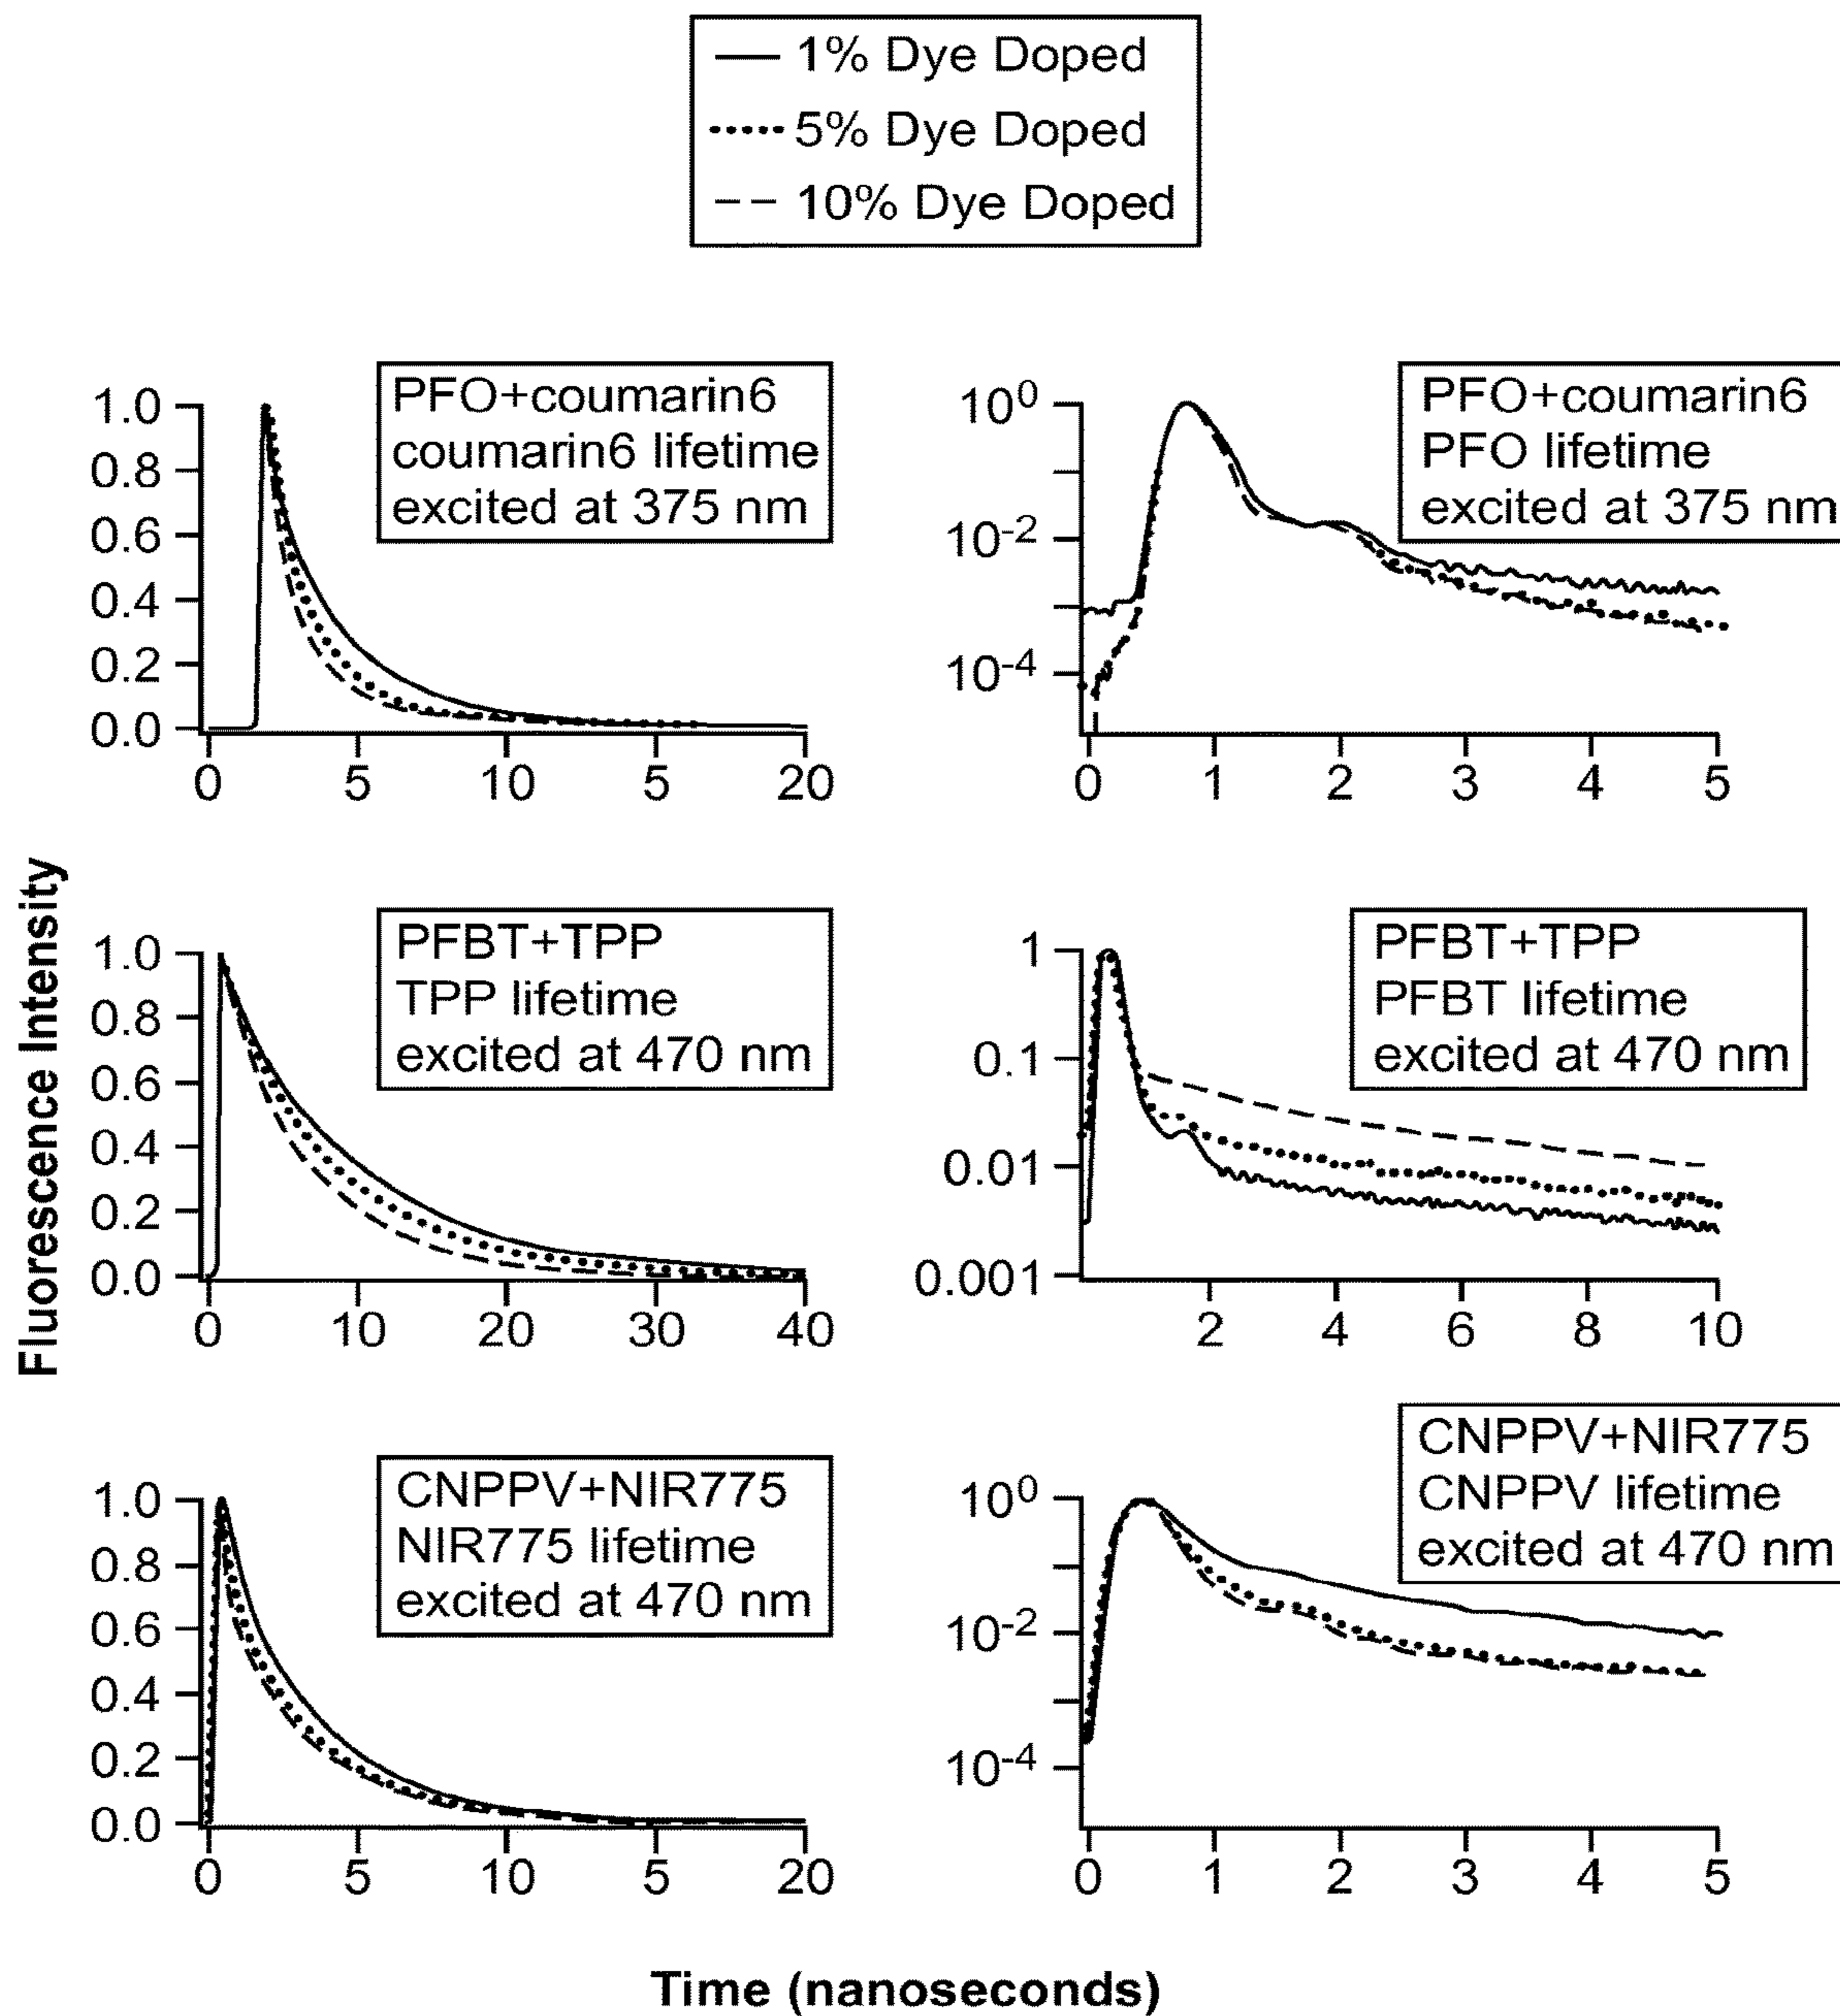 1% Dye Doped
5% Dye Doped
10% Dye Doped
PFO+coumarin6
coumarin6 lifetime
excited at 375 nm
1.0
0.8
0.6
0.4
0.2
0.0
0 5 10 5 20
PFO+coumarin6
PFO lifetime
excited at 375 nm
10⁰
10⁻²
10⁻⁴
0 1 2 3 4 5
Fluorescence Intensity
PFBT+TPP
TPP lifetime
excited at 470 nm
1.0
0.8
0.6
0.4
0.2
0.0
0 10 20 30 40
PFBT+TPP
PFBT lifetime
excited at 470 nm
1
0.1
0.01
0.001
2 4 6 8 10
CNPPV+NIR775
NIR775 lifetime
excited at 470 nm
1.0
0.8
0.6
0.4
0.2
0.0
0 5 10 5 20
CNPPV+NIR775
CNPPV lifetime
excited at 470 nm
10⁰
10⁻²
10⁻⁴
0 1 2 3 4 5
Time (nanoseconds)